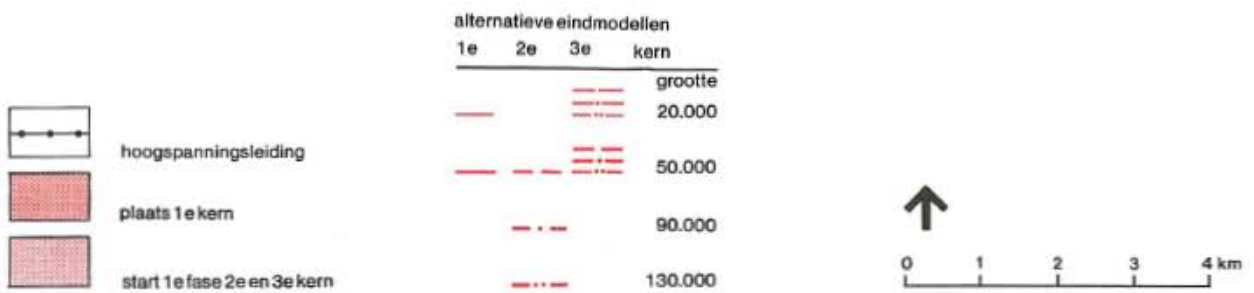 alternatieve eindmodellen
1e 2e 3e kern
grootte
20.000
hoogspanningsleiding
50.000
plaats 1e kern
90.000
start 1e fase 2e en 3e kern
130.000
0 1 2 3 4 km